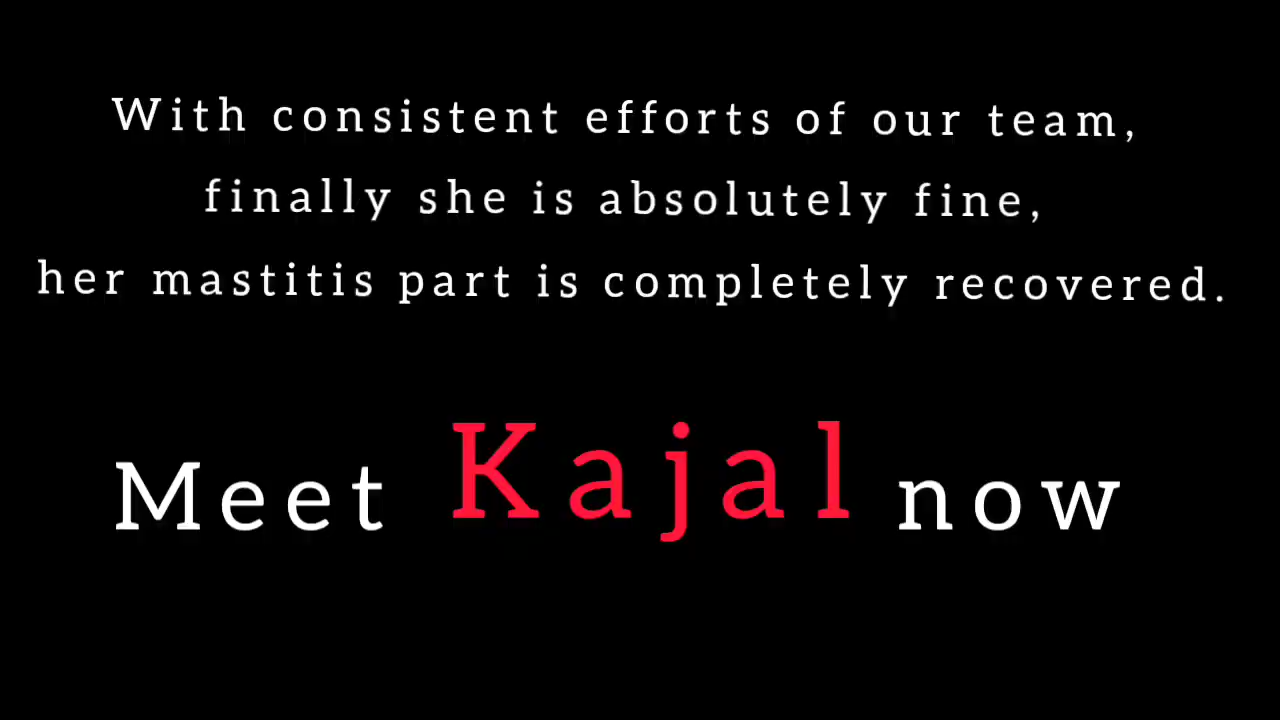 With consistent efforts of our team,
finally she is absolutely fine,
her mastitis part is completely recovered.
Meet Kajal now